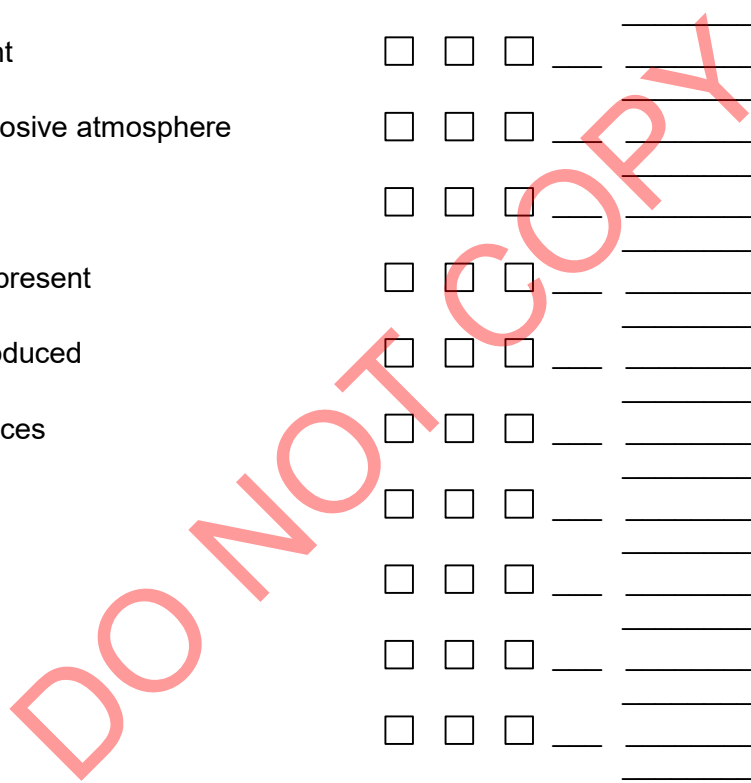 nt
osive atmosphere
present
oduced
ces
DO NOT COPY